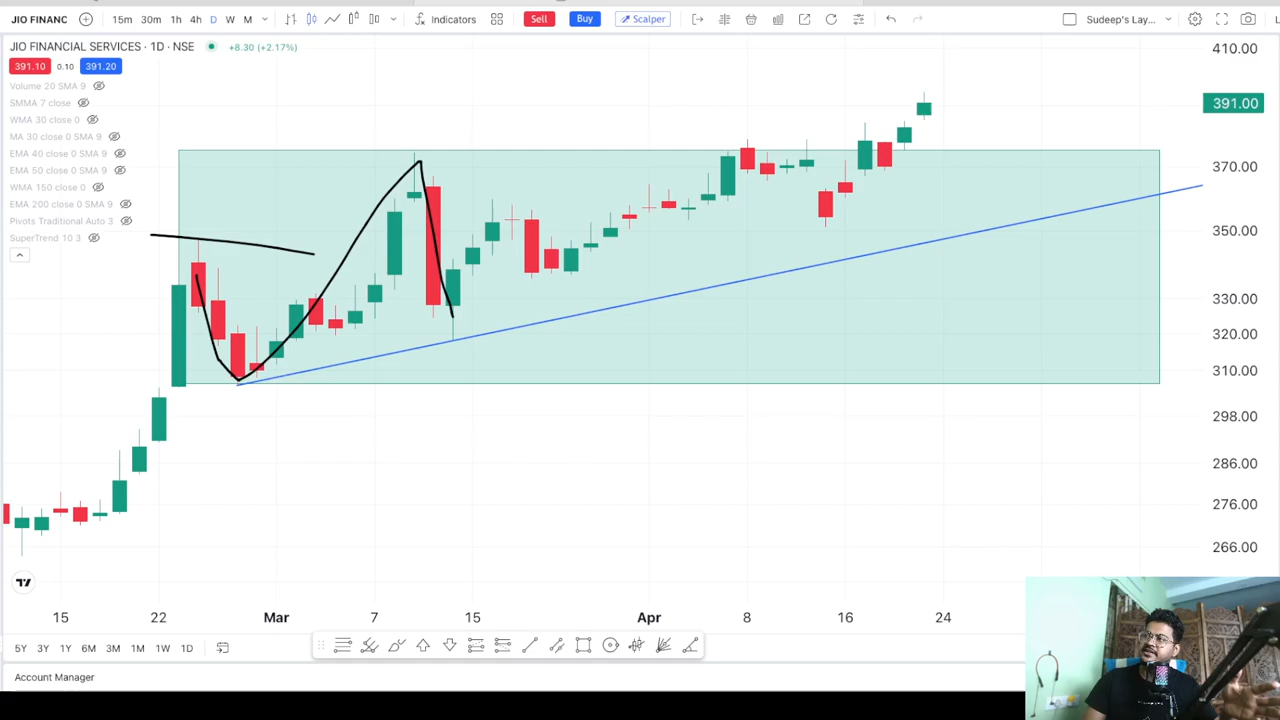 JIO FINANC 15m 30m 1h 4h D W M Indicators Sell Buy Scalper Sudeep's Lay...
JIO FINANCIAL SERVICES · 1D · NSE +8.30 (+2.17%)
391.10 0.10 391.20
Volume 20 SMA 9
SMMA 7 close
WMA 30 close 0
MA 30 close 0 SMA 9
EMA 40 close 0 SMA 9
EMA 50 close 0 SMA 9
WMA 150 close 0
EMA 200 close 0 SMA 9
Pivots Traditional Auto 3
SuperTrend 10 3
410.00
391.00
370.00
350.00
330.00
320.00
310.00
298.00
286.00
276.00
266.00
15 22 Mar 7 15 Apr 8 16 24
5Y 3Y 1Y 6M 3M 1M 1W 1D
Account Manager